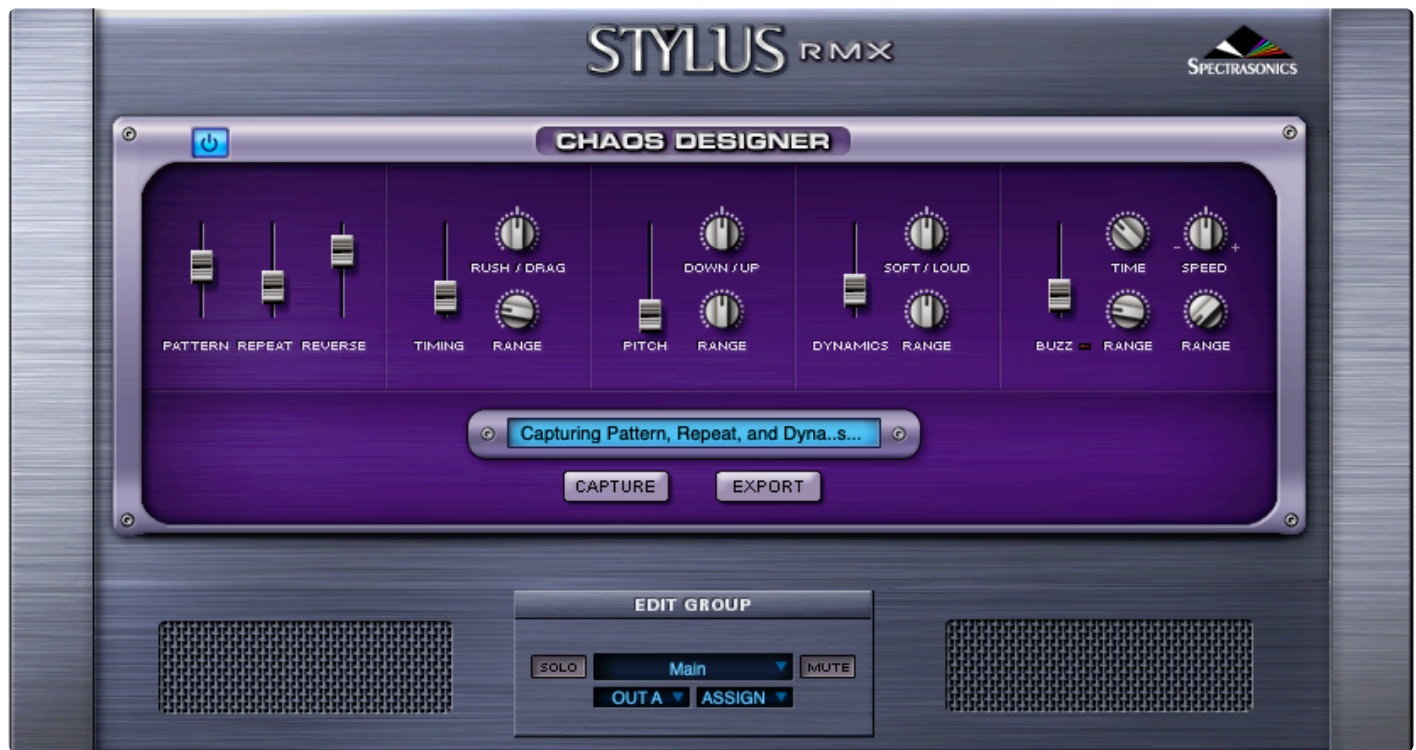 STYLUS RMX
SPECTRASONICS
CHAOS DESIGNER
RUSH / DRAG
DOWN / UP
SOFT / LOUD
TIME
- SPEED +
PATTERN REPEAT REVERSE
TIMING RANGE
PITCH RANGE
DYNAMICS RANGE
BUZZ RANGE RANGE
Capturing Pattern, Repeat, and Dyna..s...
CAPTURE EXPORT
EDIT GROUP
SOLO Main MUTE
OUT A ASSIGN